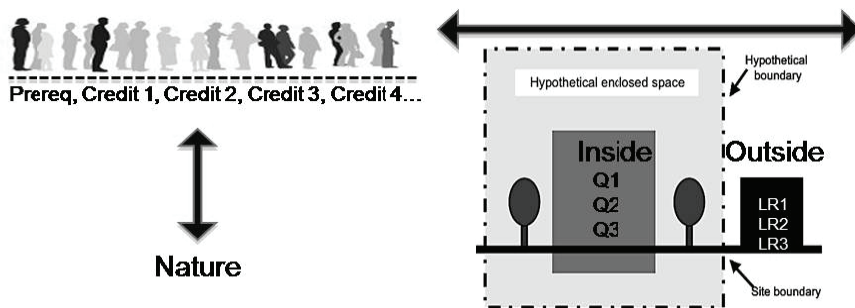 Prereq, Credit 1, Credit 2, Credit 3, Credit 4...
Nature
Hypothetical enclosed space
Hypothetical
boundary
Inside
Q1
Q2
Q3
Outside
LR1
LR2
LR3
Site boundary